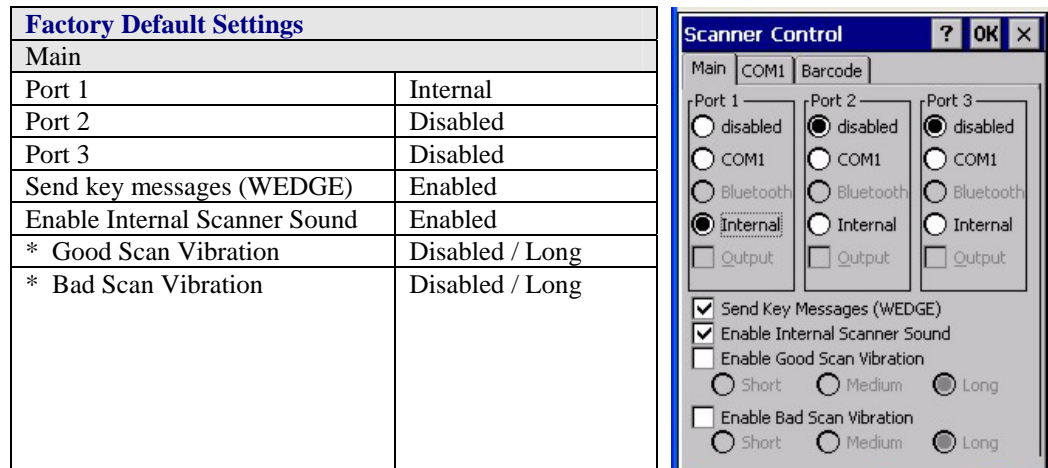 Factory Default Settings
Main
Port 1 Internal
Port 2 Disabled
Port 3 Disabled
Send key messages (WEDGE) Enabled
Enable Internal Scanner Sound Enabled
* Good Scan Vibration Disabled / Long
* Bad Scan Vibration Disabled / Long
Scanner Control ? OK ×
Main COM1 Barcode
Port 1 Port 2 Port 3
disabled disabled disabled
COM1 COM1 COM1
Bluetooth Bluetooth Bluetooth
Internal Internal Internal
Output Output Output
Send Key Messages (WEDGE)
Enable Internal Scanner Sound
Enable Good Scan Vibration
Short Medium Long
Enable Bad Scan Vibration
Short Medium Long